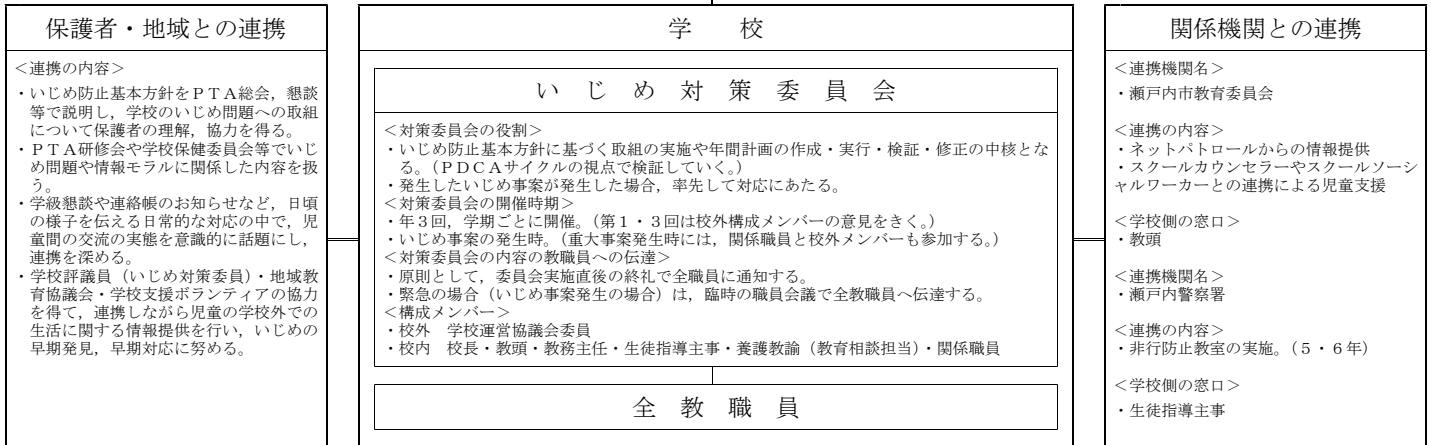 保護者・地域との連携
＜連携の内容＞
・いじめ防止基本方針をＰＴＡ総会，懇談
等で説明し，学校のいじめ問題への取組
について保護者の理解，協力を得る。
・ＰＴＡ研修会や学校保健委員会等でいじ
め問題や情報モラルに関係した内容を扱
う。
・学級懇談や連絡帳のお知らせなど，日頃
の様子を伝える日常的な対応の中で，児
童間の交流の実態を意識的に話題にし，
連携を深める。
・学校評議員（いじめ対策委員）・地域教
育協議会・学校支援ボランティアの協力
を得て，連携しながら児童の学校外での
生活に関する情報提供を行い，いじめの
早期発見，早期対応に努める。
学　校
いじめ対策委員会
＜対策委員会の役割＞
・いじめ防止基本方針に基づく取組の実施や年間計画の作成・実行・検証・修正の中核とな
る。（ＰＤＣＡサイクルの視点で検証していく。）
・発生したいじめ事案が発生した場合，率先して対応にあたる。
＜対策委員会の開催時期＞
・年３回，学期ごとに開催。（第１・３回は校外構成メンバーの意見をきく。）
・いじめ事案の発生時。（重大事案発生時には，関係職員と校外メンバーも参加する。）
＜対策委員会の内容の教職員への伝達＞
・原則として，委員会実施直後の終礼で全職員に通知する。
・緊急の場合（いじめ事案発生の場合）は，臨時の職員会議で全教職員へ伝達する。
＜構成メンバー＞
・校外　学校運営協議会委員
・校内　校長・教頭・教務主任・生徒指導主事・養護教諭（教育相談担当）・関係職員
全教職員
関係機関との連携
＜連携機関名＞
・瀬戸内市教育委員会
＜連携の内容＞
・ネットパトロールからの情報提供
・スクールカウンセラーやスクールソーシ
ャルワーカーとの連携による児童支援
＜学校側の窓口＞
・教頭
＜連携機関名＞
・瀬戸内警察署
＜連携の内容＞
・非行防止教室の実施。（５・６年）
＜学校側の窓口＞
・生徒指導主事